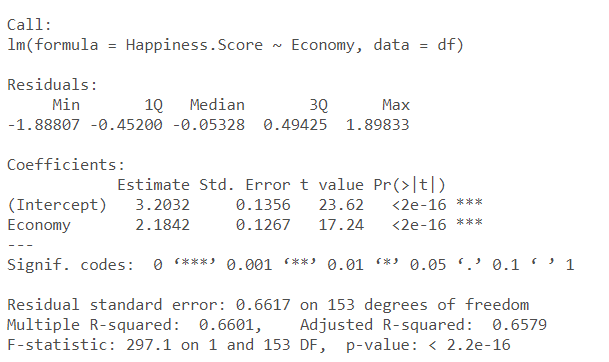 Call:
lm(formula = Happiness.Score ~ Economy, data = df)
Residuals:
     Min       1Q   Median       3Q      Max
-1.88807 -0.45200 -0.05328  0.49425  1.89833
Coefficients:
            Estimate Std. Error t value Pr(>|t|)
(Intercept)   3.2032     0.1356   23.62   <2e-16 ***
Economy       2.1842     0.1267   17.24   <2e-16 ***
---
Signif. codes:  0 ‘***’ 0.001 ‘**’ 0.01 ‘*’ 0.05 ‘.’ 0.1 ‘ ’ 1
Residual standard error: 0.6617 on 153 degrees of freedom
Multiple R-squared:  0.6601,    Adjusted R-squared:  0.6579
F-statistic: 297.1 on 1 and 153 DF,  p-value: < 2.2e-16